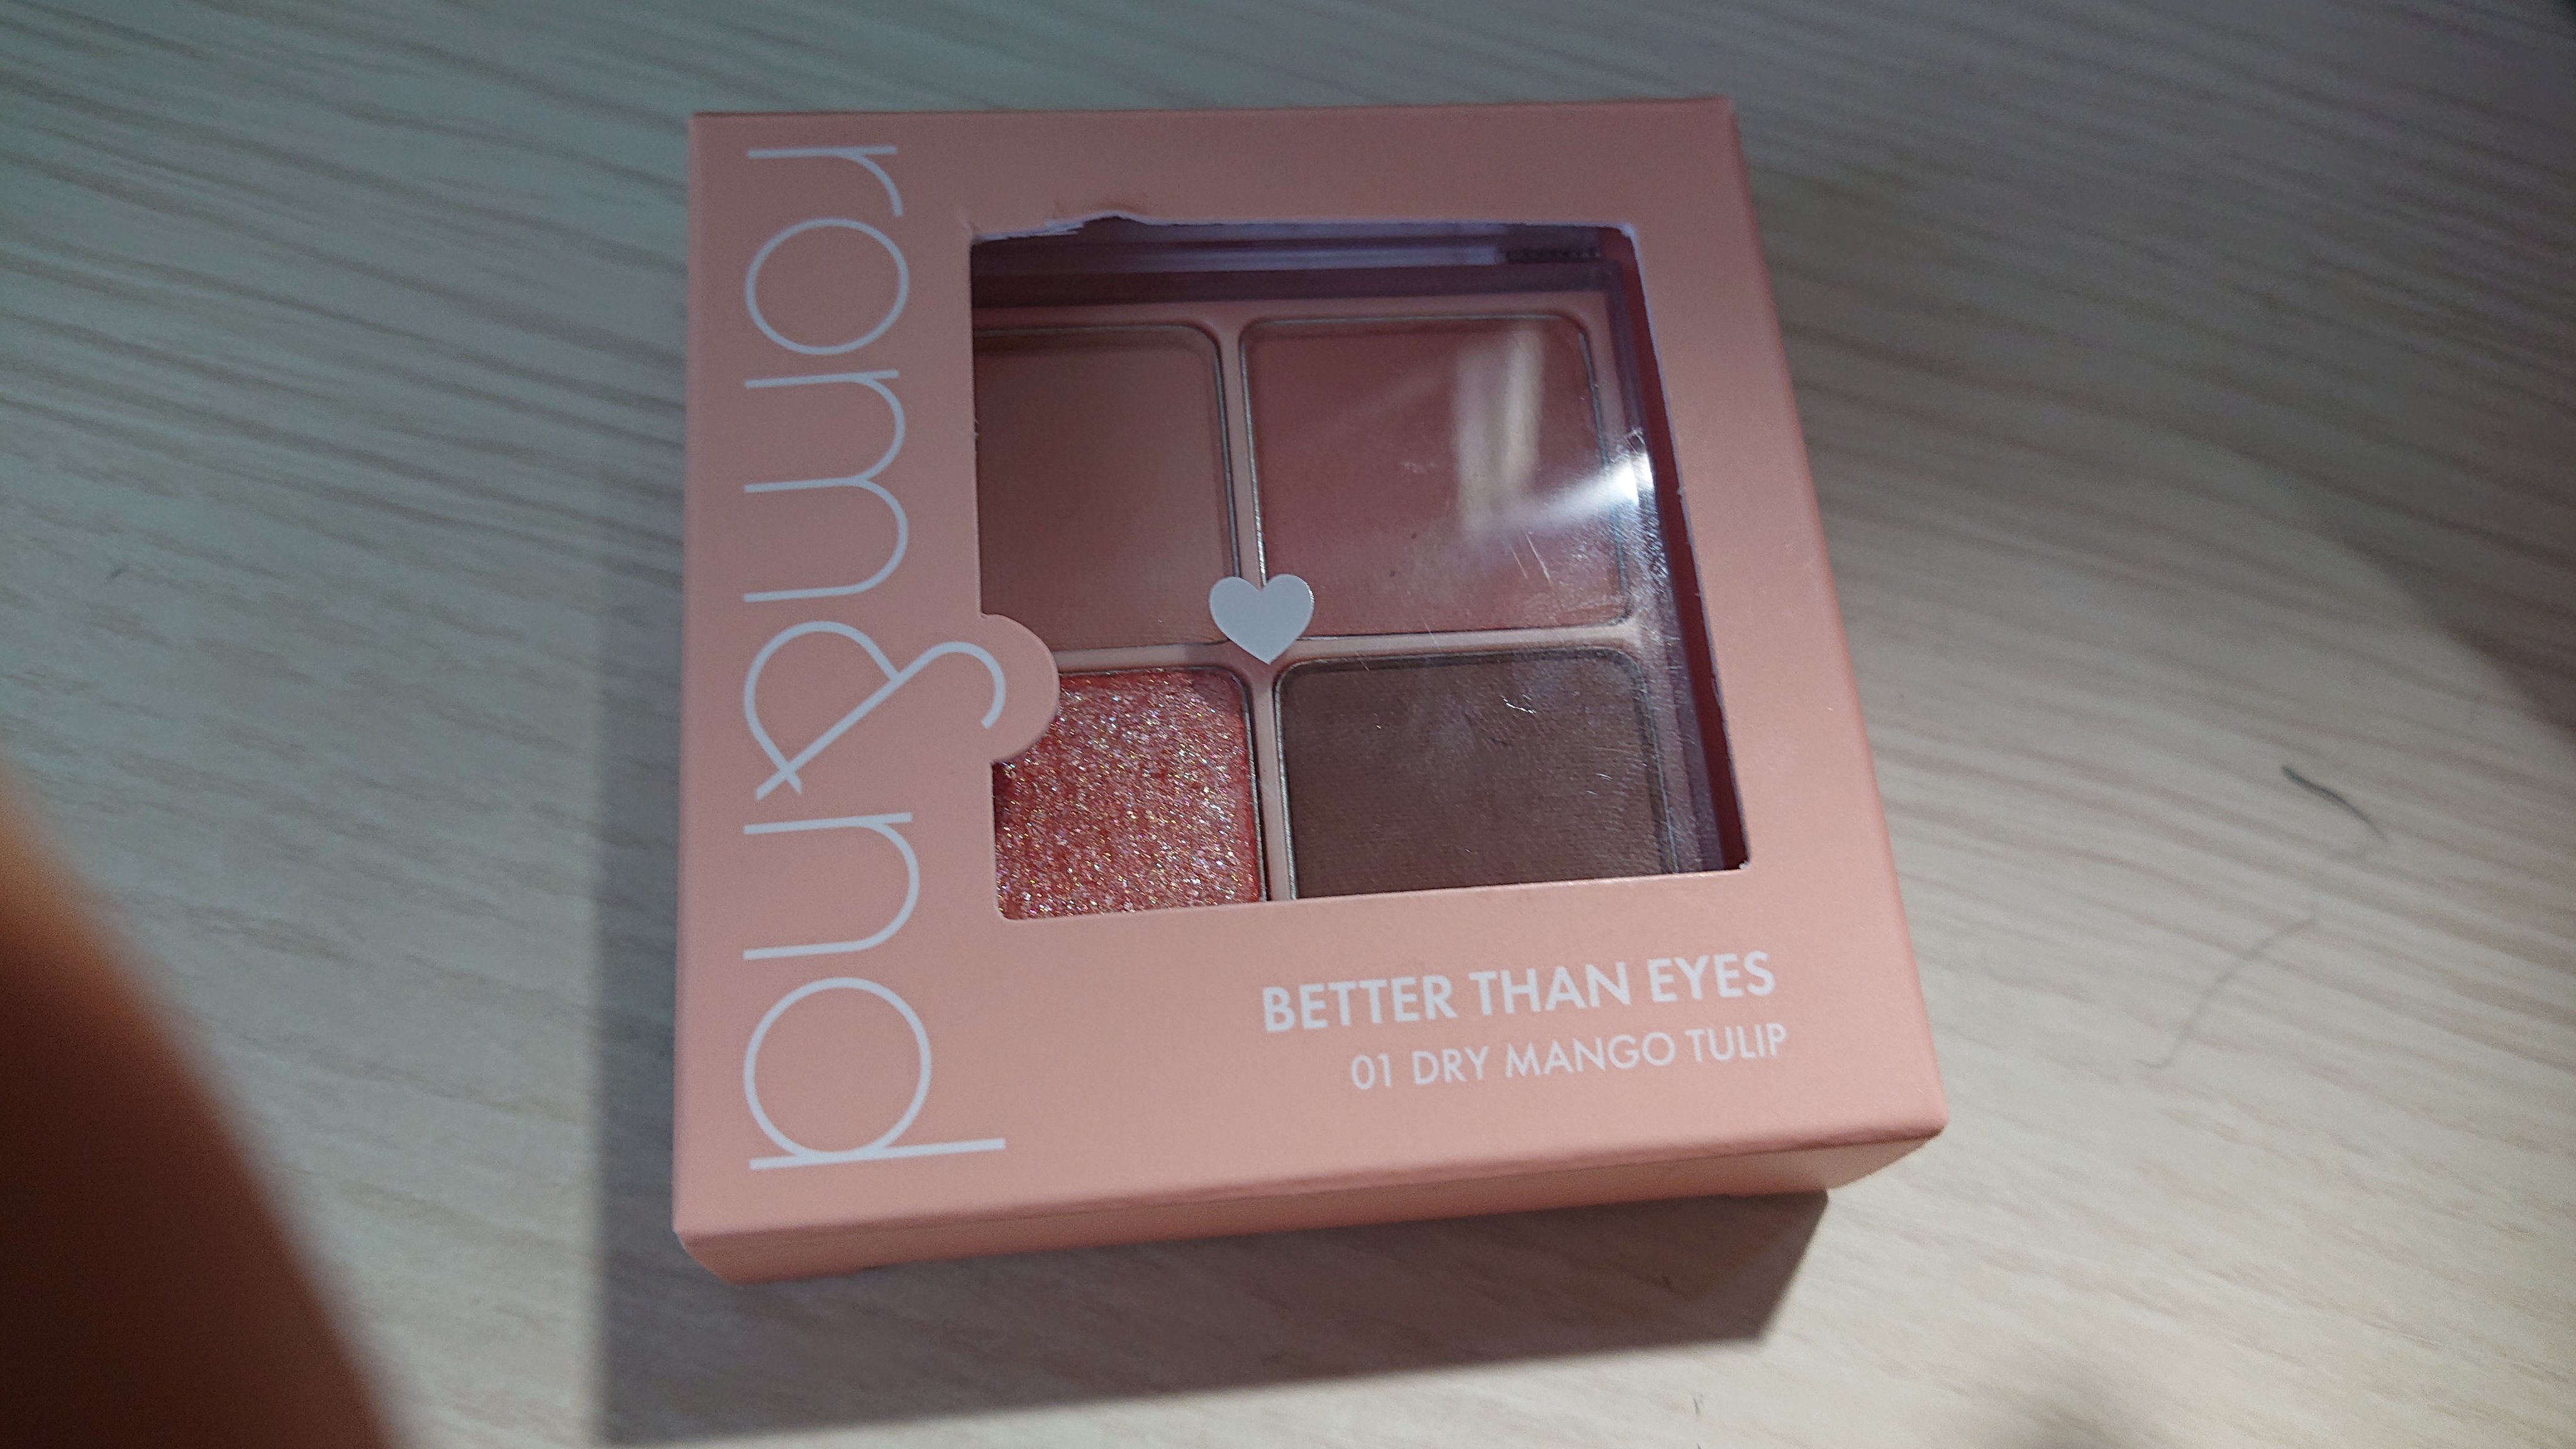 rom&nd
BETTER THAN EYES
01 DRY MANGO TULIP